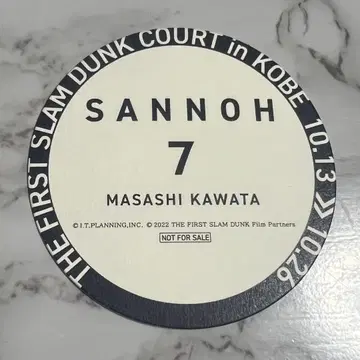 THE FIRST SLAM DUNK COURT in KOBE 10.13 >> 10.26
SANNOH
7
MASASHI KAWATA
© I.T.PLANNING,INC. © 2022 THE FIRST SLAM DUNK Film Partners.
NOT FOR SALE